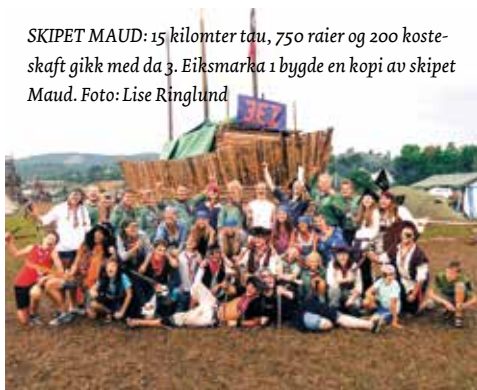 SKIPET MAUD: 15 kilomter tau, 750 raier og 200 koste-
skaft gikk med da 3. Eiksmarka 1 bygde en kopi av skipet
Maud. Foto: Lise Ringlund
3EZ